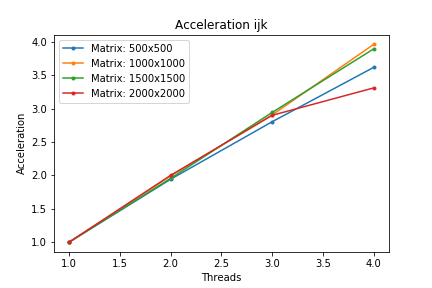 Acceleration ijk
Matrix: 500x500
Matrix: 1000x1000
Matrix: 1500x1500
Matrix: 2000x2000
Acceleration
4.0
3.5
3.0
2.5
2.0
1.5
1.0
1.0 1.5 2.0 2.5 3.0 3.5 4.0
Threads